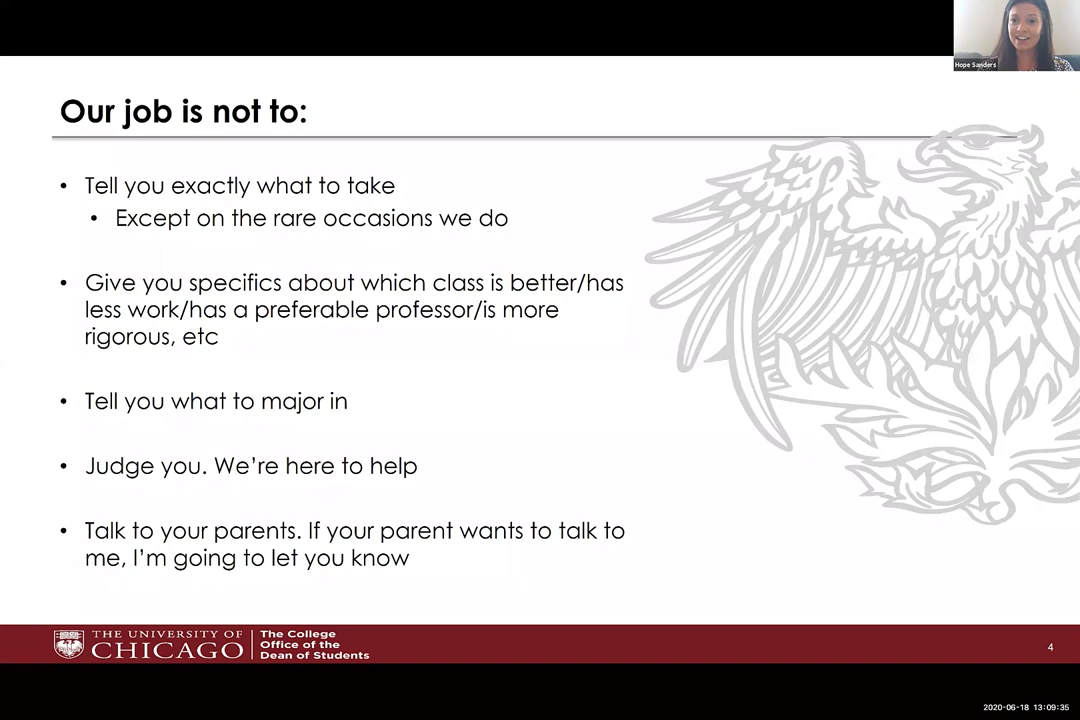 Hope Sanders
Our job is not to:
• Tell you exactly what to take
• Except on the rare occasions we do
• Give you specifics about which class is better/has
less work/has a preferable professor/is more
rigorous, etc
• Tell you what to major in
• Judge you. We're here to help
• Talk to your parents. If your parent wants to talk to
me, I'm going to let you know
THE UNIVERSITY OF
CHICAGO
The College
Office of the
Dean of Students
4
2020-06-18 13:09:35